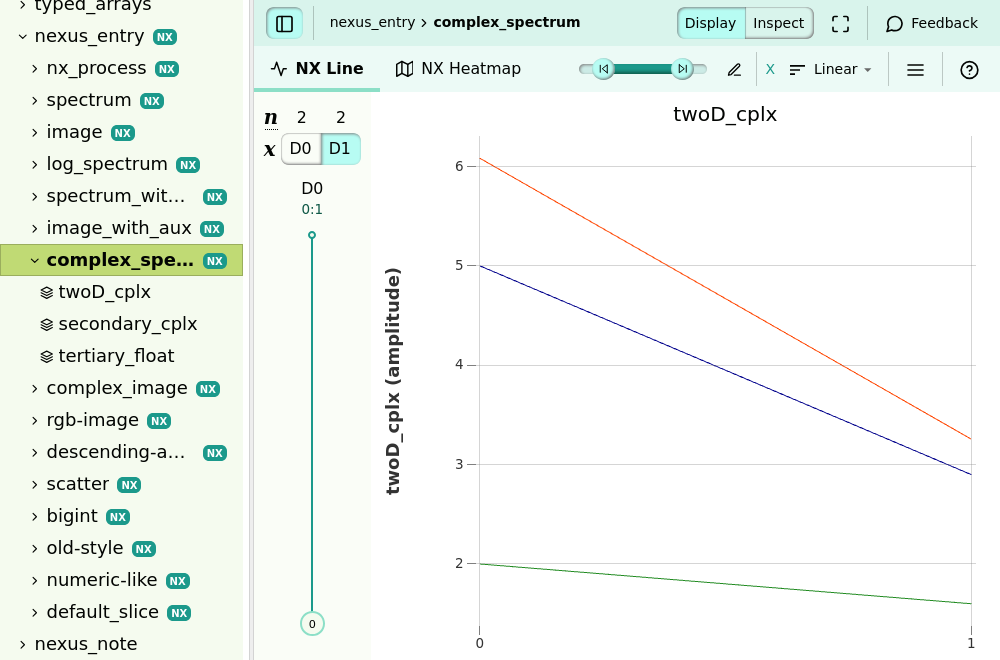 typed_arrays
nexus_entry NX
nx_process NX
spectrum NX
image NX
log_spectrum NX
spectrum_wit... NX
image_with_aux NX
complex_spe... NX
twoD_cplx
secondary_cplx
tertiary_float
complex_image NX
rgb-image NX
descending-a... NX
scatter NX
bigint NX
old-style NX
numeric-like NX
default_slice NX
nexus_note
nexus_entry › complex_spectrum
Display Inspect
Feedback
NX Line NX Heatmap
X Linear
n 2 2
x D0 D1
D0
0:1
0
twoD_cplx
twoD_cplx (amplitude)
6
5
4
3
2
0 1